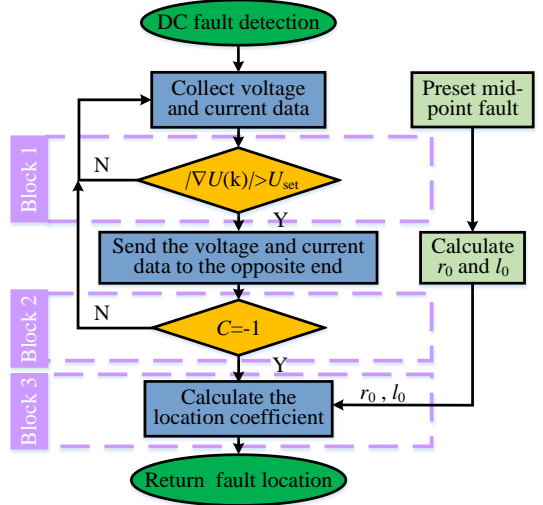 DC fault detection
Collect voltage
and current data
Preset mid-
point fault
Block 1
N
/∇U(k)/>Uset
Y
Send the voltage and current
data to the opposite end
Calculate
r0 and l0
Block 2
N
C=-1
Y
Block 3
Calculate the
location coefficient
r0 , l0
Return fault location